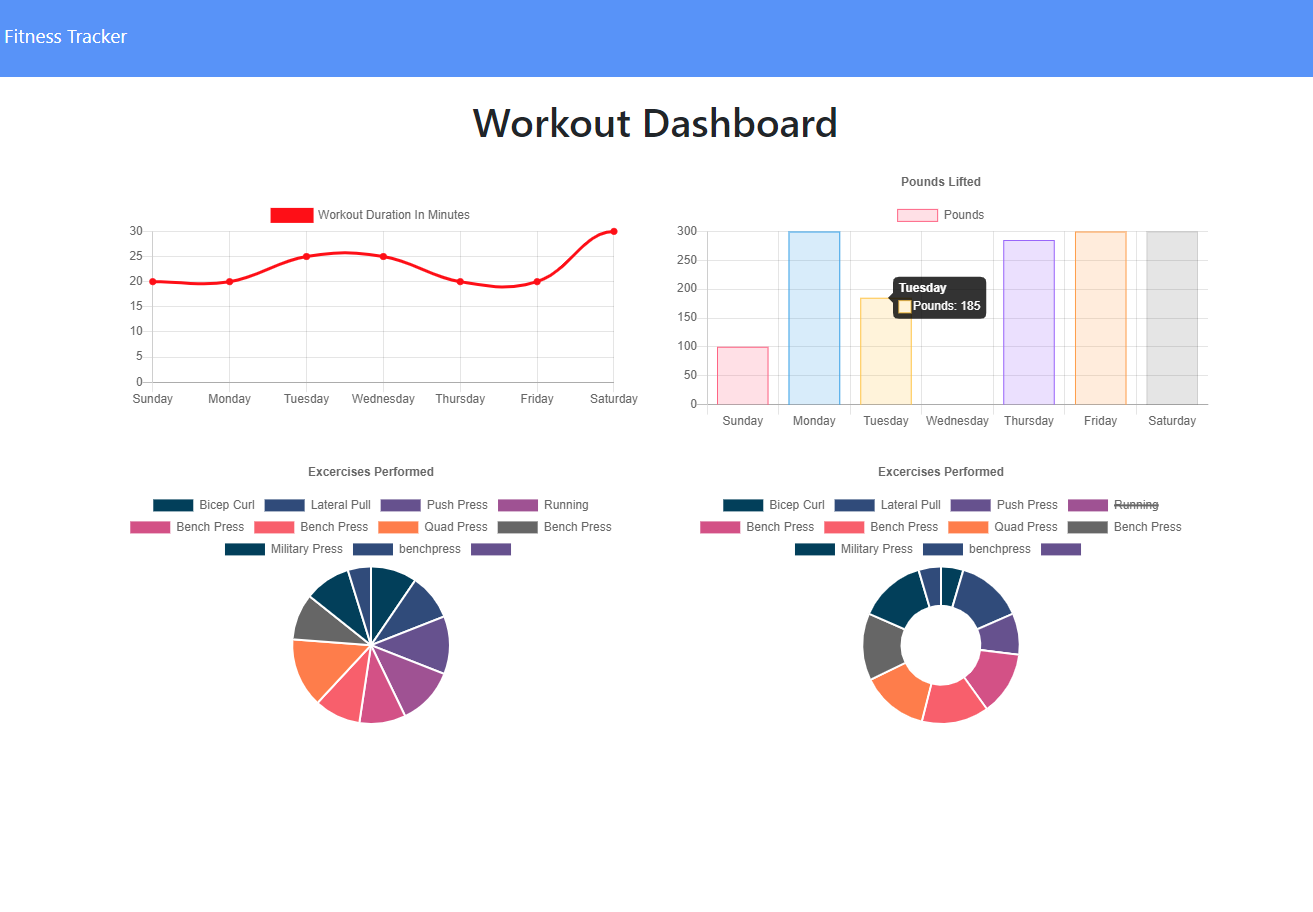 Fitness Tracker
Workout Dashboard
Workout Duration In Minutes
30
25
20
15
10
5
0
Sunday Monday Tuesday Wednesday Thursday Friday Saturday
Pounds Lifted
Pounds
300
250
200
150
100
50
0
Tuesday
Pounds: 185
Sunday Monday Tuesday Wednesday Thursday Friday Saturday
Excercises Performed
Bicep Curl Lateral Pull Push Press Running
Bench Press Bench Press Quad Press Bench Press
Military Press benchpress
Excercises Performed
Bicep Curl Lateral Pull Push Press Running
Bench Press Bench Press Quad Press Bench Press
Military Press benchpress